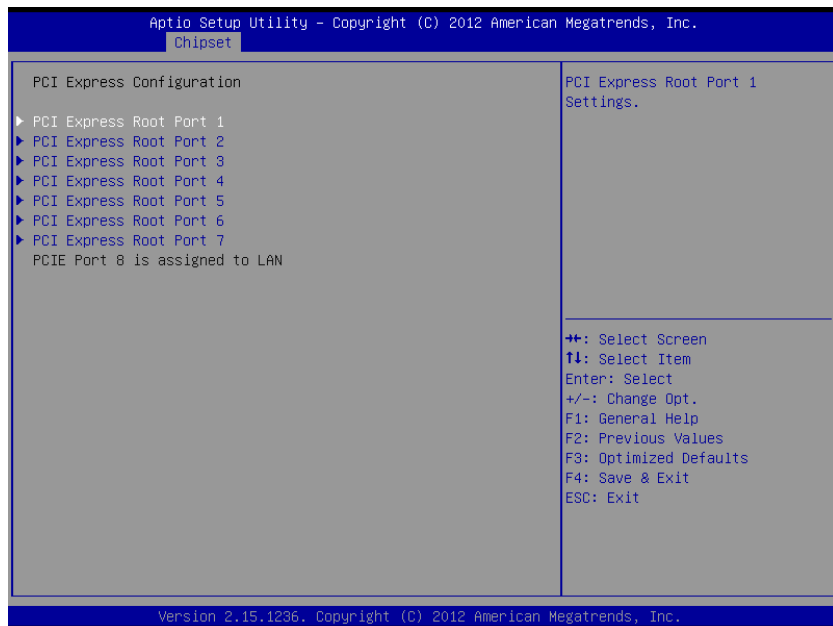 Aptio Setup Utility – Copyright (C) 2012 American Megatrends, Inc.
Chipset
PCI Express Configuration
PCI Express Root Port 1
PCI Express Root Port 2
PCI Express Root Port 3
PCI Express Root Port 4
PCI Express Root Port 5
PCI Express Root Port 6
PCI Express Root Port 7
PCIE Port 8 is assigned to LAN
PCI Express Root Port 1
Settings.
→←: Select Screen
↑↓: Select Item
Enter: Select
+/-: Change Opt.
F1: General Help
F2: Previous Values
F3: Optimized Defaults
F4: Save & Exit
ESC: Exit
Version 2.15.1236. Copyright (C) 2012 American Megatrends, Inc.